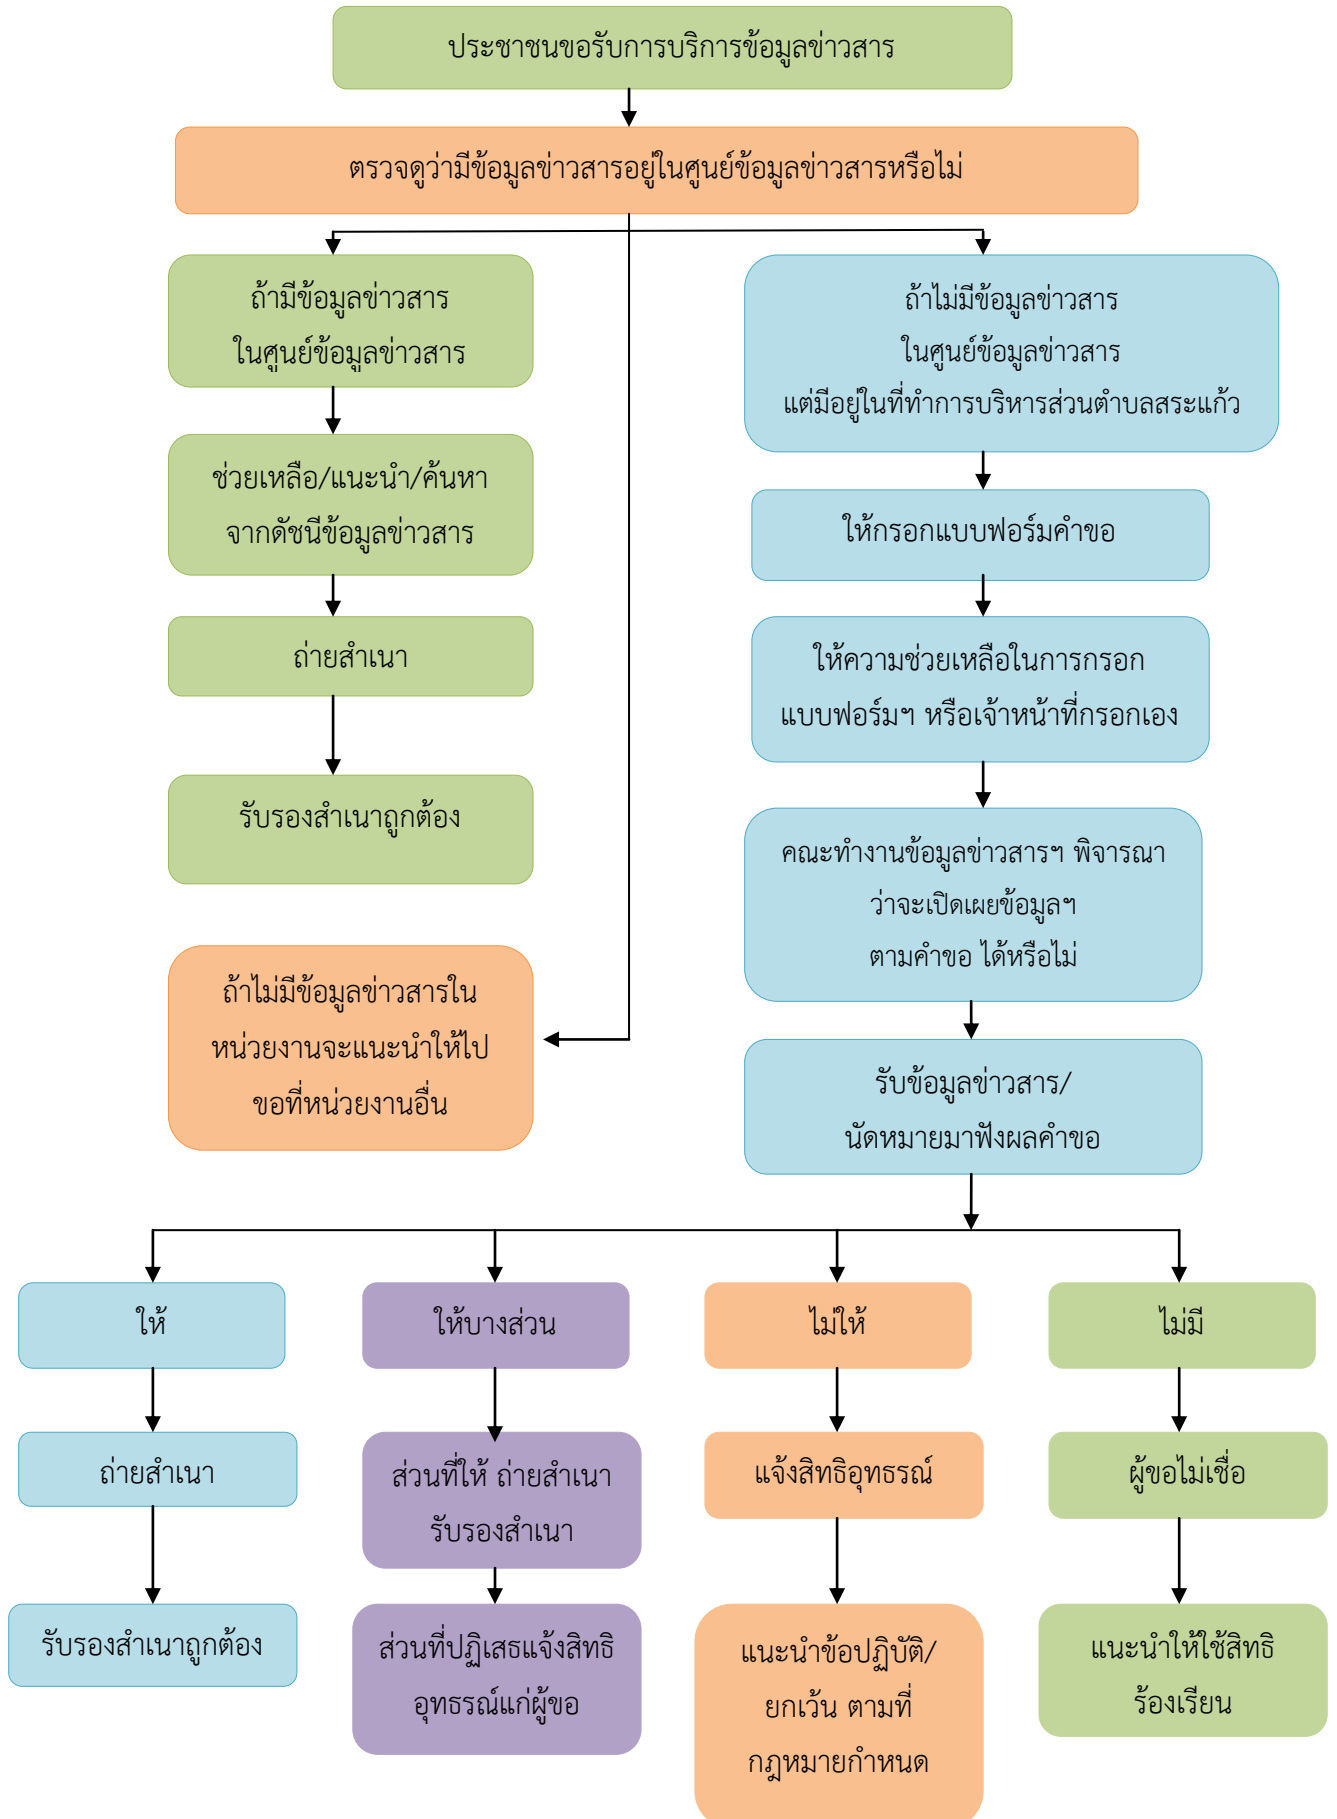 ประชาชนขอรับการบริการข้อมูลข่าวสาร
ตรวจดูว่ามีข้อมูลข่าวสารอยู่ในศูนย์ข้อมูลข่าวสารหรือไม่
ถ้ามีข้อมูลข่าวสาร
ในศูนย์ข้อมูลข่าวสาร
ช่วยเหลือ/แนะนำ/ค้นหา
จากดัชนีข้อมูลข่าวสาร
ถ่ายสำเนา
รับรองสำเนาถูกต้อง
ถ้าไม่มีข้อมูลข่าวสารใน
หน่วยงานจะแนะนำให้ไป
ขอที่หน่วยงานอื่น
ถ้าไม่มีข้อมูลข่าวสาร
ในศูนย์ข้อมูลข่าวสาร
แต่มีอยู่ในที่ทำการบริหารส่วนตำบลสระแก้ว
ให้กรอกแบบฟอร์มคำขอ
ให้ความช่วยเหลือในการกรอก
แบบฟอร์มฯ หรือเจ้าหน้าที่กรอกเอง
คณะทำงานข้อมูลข่าวสารฯ พิจารณา
ว่าจะเปิดเผยข้อมูลฯ
ตามคำขอ ได้หรือไม่
รับข้อมูลข่าวสาร/
นัดหมายมาฟังผลคำขอ
ให้
ถ่ายสำเนา
รับรองสำเนาถูกต้อง
ให้บางส่วน
ส่วนที่ให้ ถ่ายสำเนา
รับรองสำเนา
ส่วนที่ปฏิเสธแจ้งสิทธิ
อุทธรณ์แก่ผู้ขอ
ไม่ให้
แจ้งสิทธิอุทธรณ์
แนะนำข้อปฏิบัติ/
ยกเว้น ตามที่
กฎหมายกำหนด
ไม่มี
ผู้ขอไม่เชื่อ
แนะนำให้ใช้สิทธิ
ร้องเรียน